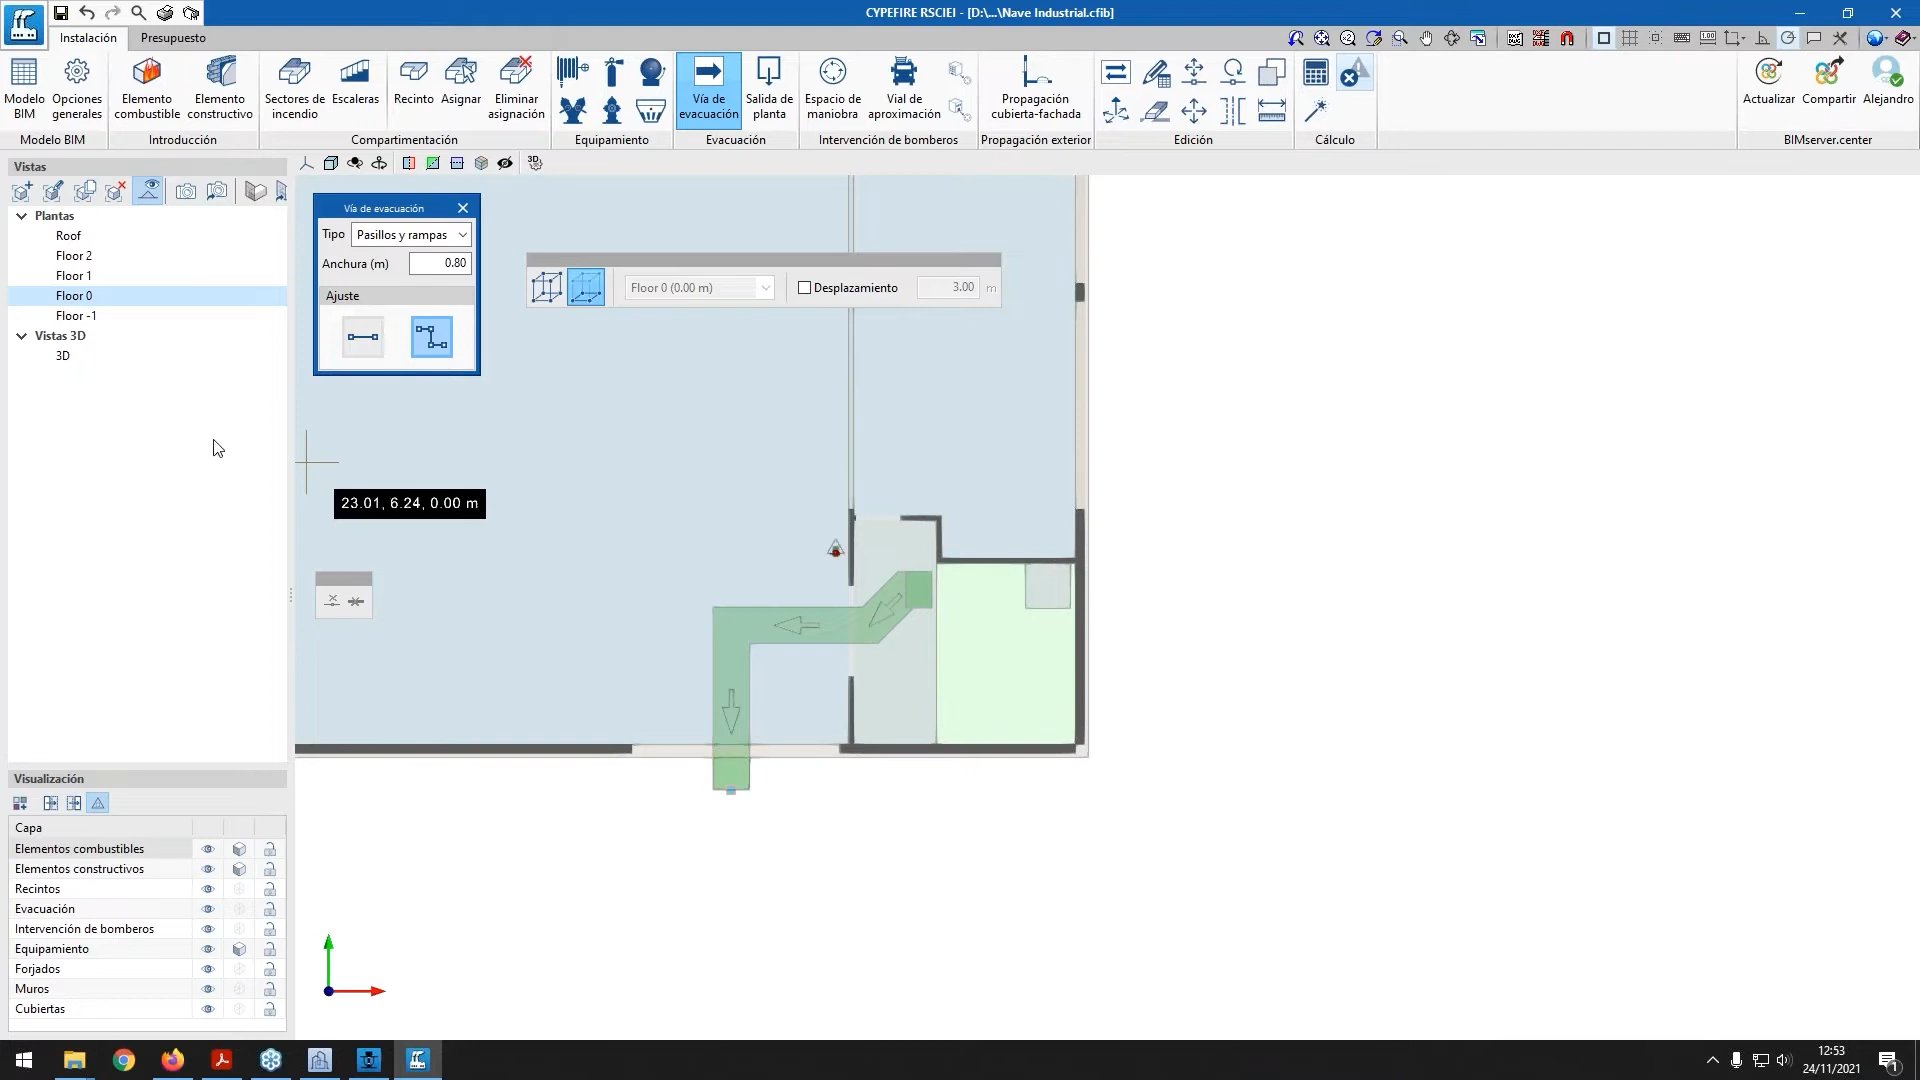 CYPEFIRE RSCIEI - [D:\...\Nave Industrial.cfib]
Instalación
Presupuesto
Modelo BIM
Opciones generales
Elemento combustible
Elemento constructivo
Sectores de incendio
Escaleras
Recinto
Asignar
Eliminar asignación
Vía de evacuación
Salida de planta
Espacio de maniobra
Vial de aproximación
Propagación cubierta-fachada
Actualizar
Compartir
Alejandro
Modelo BIM
Introducción
Compartimentación
Equipamiento
Evacuación
Intervención de bomberos
Propagación exterior
Edición
Cálculo
BIMserver.center
Vistas
Plantas
Roof
Floor 2
Floor 1
Floor 0
Floor -1
Vistas 3D
3D
Vía de evacuación
Tipo Pasillos y rampas
Anchura (m) 0.80
Ajuste
Floor 0 (0.00 m)
Desplazamiento 3.00 m
23.01, 6.24, 0.00 m
Visualización
Capa
Elementos combustibles
Elementos constructivos
Recintos
Evacuación
Intervención de bomberos
Equipamiento
Forjados
Muros
Cubiertas
12:53
24/11/2021